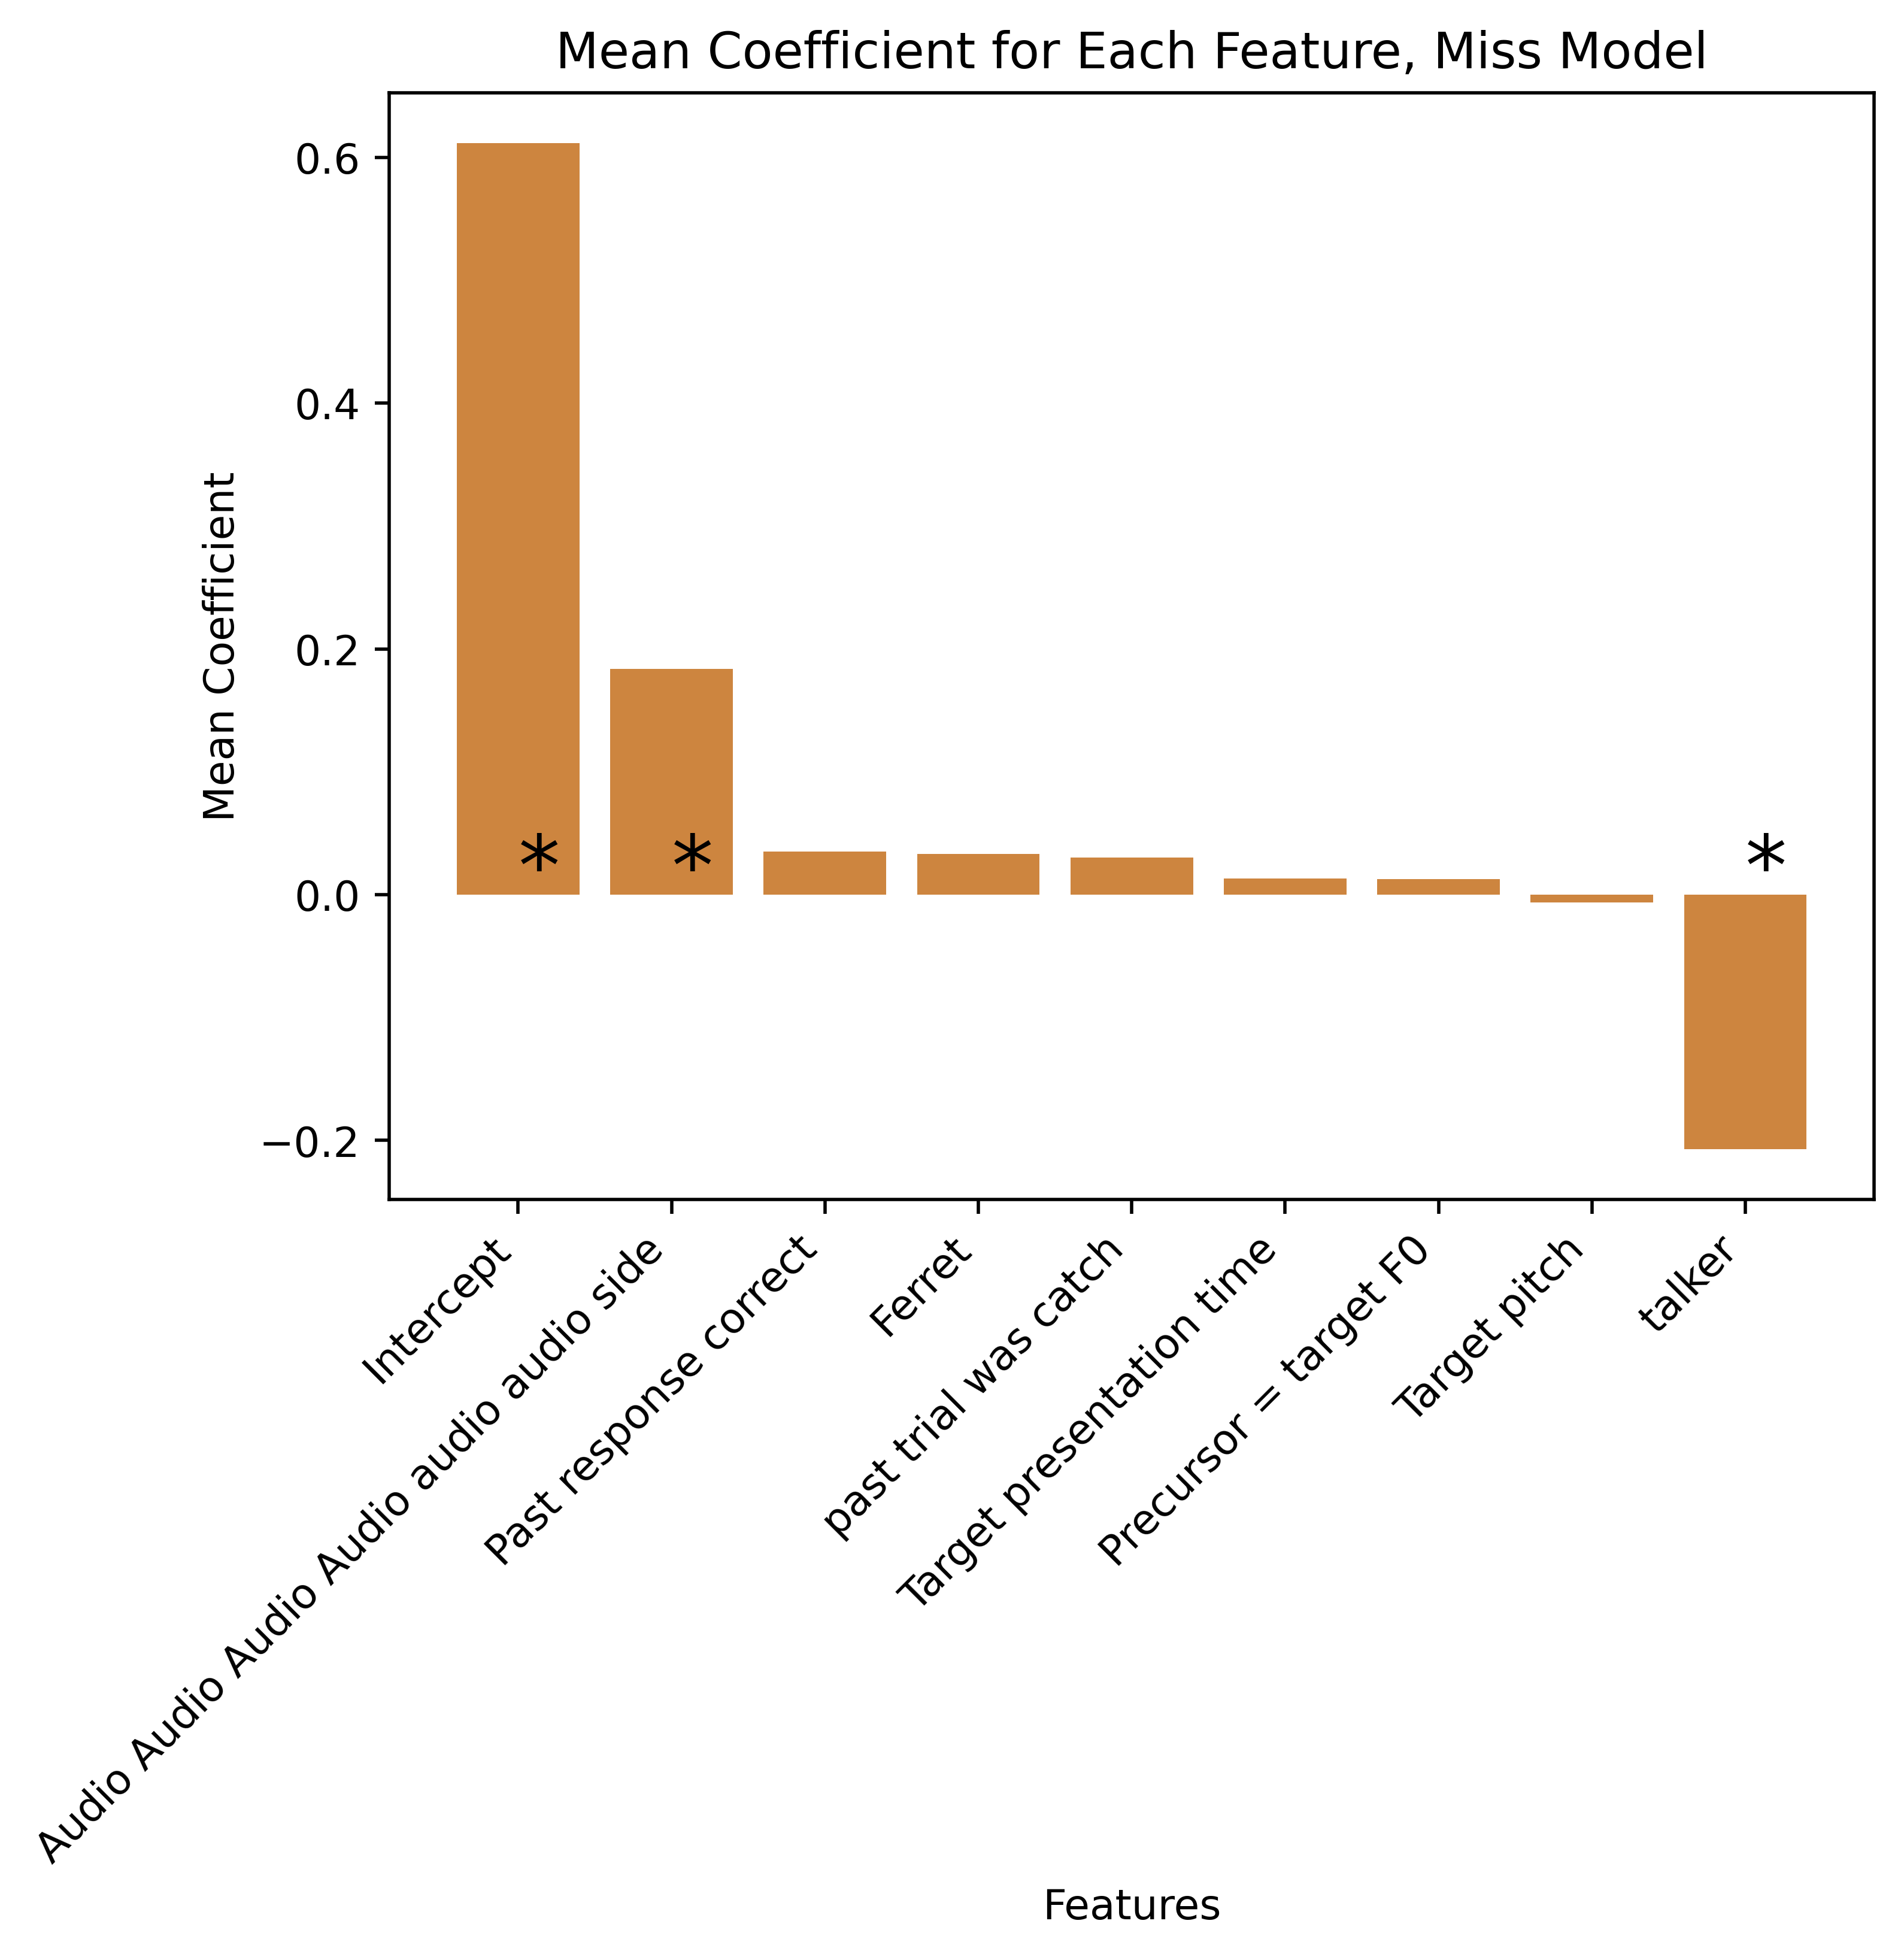 Mean Coefficient for Each Feature, Miss Model
Mean Coefficient
0.6
0.4
0.2
0.0
−0.2
*
*
*
Intercept
Audio Audio Audio Audio Audio audio audio side
Past response correct
Ferret
past trial was catch
Target presentation time
Precursor = target F0
Target pitch
talker
Features